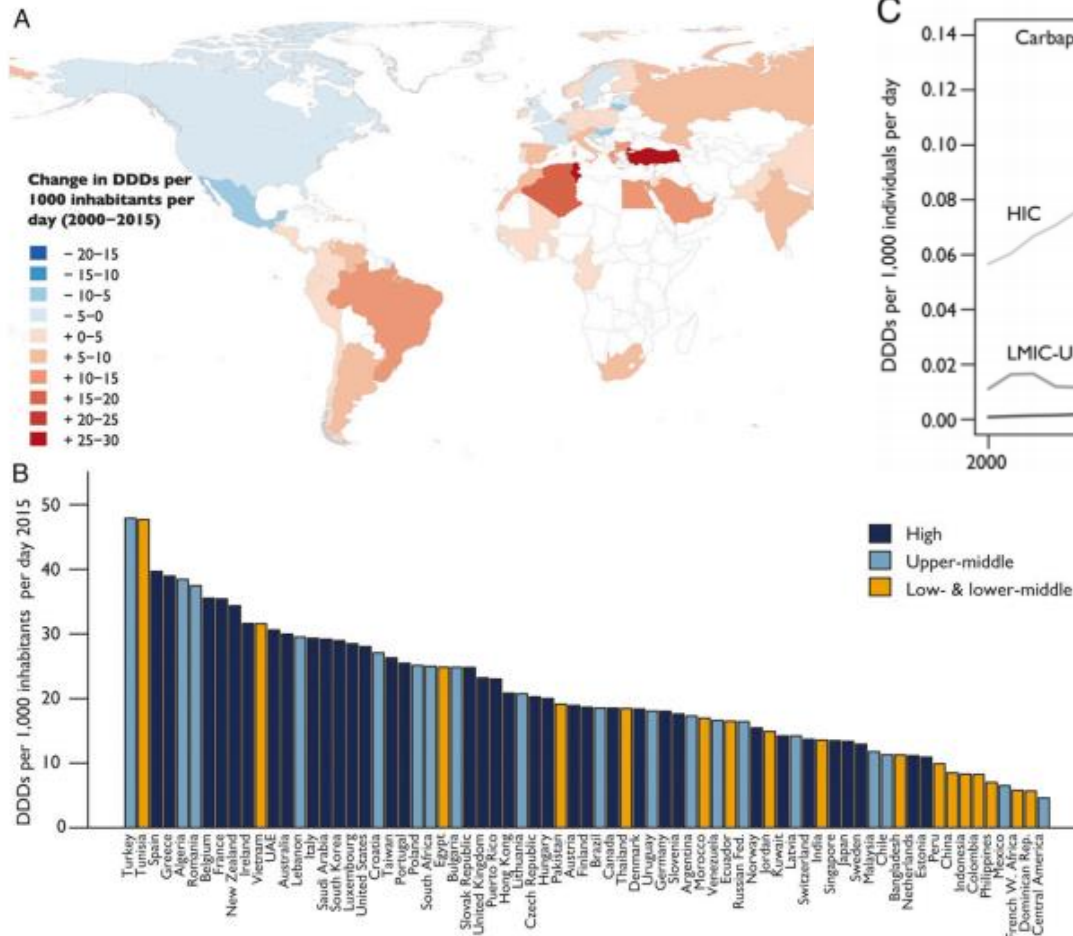 A
Change in DDDs per
1000 inhabitants per
day (2000–2015)
– 20–15
– 15–10
– 10–5
– 5–0
+ 0–5
+ 5–10
+ 10–15
+ 15–20
+ 20–25
+ 25–30
C
DDDs per 1,000 individuals per day
0.14
0.12
0.10
0.08
0.06
0.04
0.02
0.00
Carbap
HIC
LMIC-U
2000
B
DDDs per 1,000 inhabitants per day 2015
50
40
30
20
10
0
High
Upper-middle
Low- & lower-middle
Turkey
Tunisia
Span
Greece
Algeria
Romania
Belgium
France
New Zealand
Ireland
Vietnam
UAE
Australia
Lebanon
Italy
Saudi Arabia
South Korea
Luxembourg
United States
Croatia
Taiwan
Portugal
Poland
South Africa
Egypt
Bulgaria
Slovak Republic
United Kingdom
Puerto Rico
Hong Kong
Lithuana
Czech Republic
Hungary
Pakistan
Austria
Finland
Brazil
Canada
Thailand
Denmark
Uruguay
Germany
Slovenia
Argenona
Morocco
Venezuela
Ecuador
Russian Fed.
Norway
Jordan
Kuwait
Latvia
Switzerland
India
Singapore
Japan
Sweden
Malaysia
Chile
Bangladesh
Netherlands
Estonia
Peru
China
Indonesia
Colombia
Philippines
Mexico
French W. Africa
Dominican Rep.
Central America